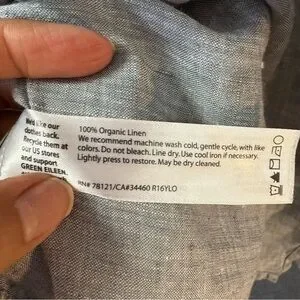 We'd like our
clothes back.
Recycle them at
our US stores
and support
GREEN EILEEN.
100% Organic Linen
We recommend machine wash cold, gentle cycle, with like
colors. Do not bleach. Line dry. Use cool iron if necessary.
Lightly press to restore. May be dry cleaned.
RN# 78121/CA#34460 R16YLO